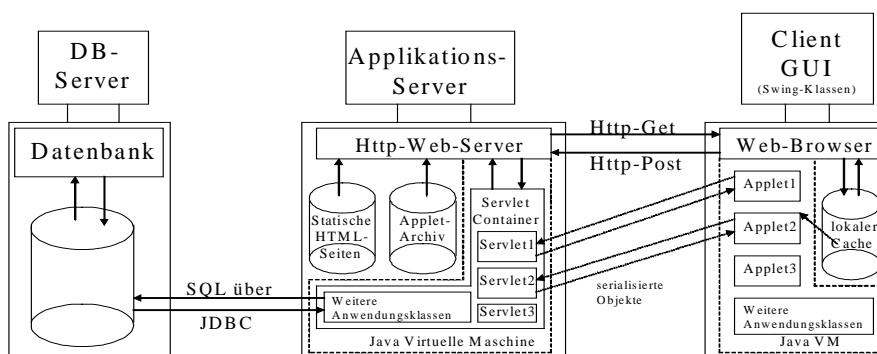 DB-
Server
Applikations-
Server
Client
GUI
(Swing-Klassen)
Datenbank
Http-Web-Server
Http-Get
Http-Post
Web-Browser
Statische
HTML-
Seiten
Applet-
Archiv
Servlet
Container
Servlet1
Servlet2
Servlet3
Applet1
Applet2
Applet3
lokaler
Cache
SQL über
JDBC
Weitere
Anwendungsklassen
serialisierte
Objekte
Weitere
Anwendungsklassen
Java Virtuelle Maschine
Java VM